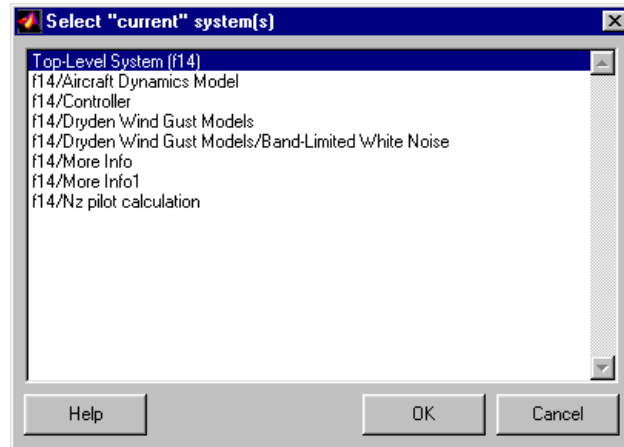 Select "current" system(s)
Top-Level System (f14)
f14/Aircraft Dynamics Model
f14/Controller
f14/Dryden Wind Gust Models
f14/Dryden Wind Gust Models/Band-Limited White Noise
f14/More Info
f14/More Info1
f14/Nz pilot calculation
Help
OK
Cancel